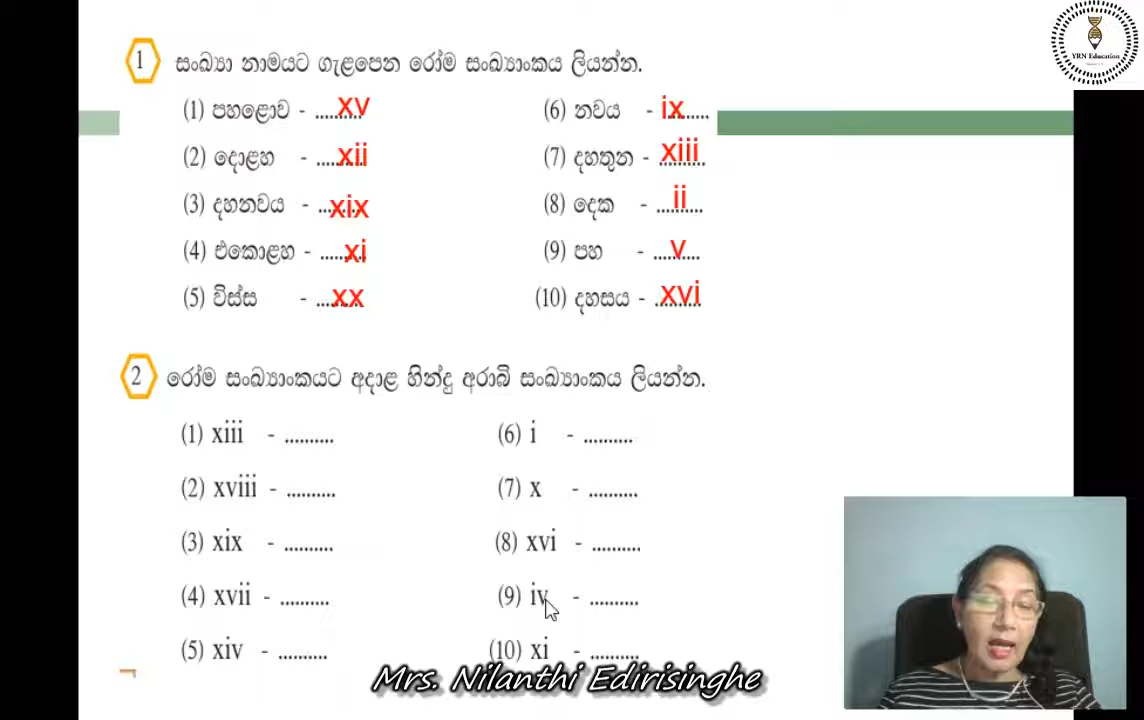 YRN Education
1 සංඛ්‍යා නාමයට ගැළපෙන රෝම සංඛ්‍යාංකය ලියන්න.
(1) පහළොව - .......... xv
(2) දොළහ - .......... xii
(3) දහනවය - .......... xix
(4) එකොළහ - .......... xi
(5) විස්ස - .......... xx
(6) නවය - .......... ix
(7) දහතුන - .......... xiii
(8) දෙක - .......... ii
(9) පහ - .......... v
(10) දහසය - .......... xvi
2 රෝම සංඛ්‍යාංකයට අදාළ හින්දු අරාබි සංඛ්‍යාංකය ලියන්න.
(1) xiii - ..........
(2) xviii - ..........
(3) xix - ..........
(4) xvii - ..........
(5) xiv - ..........
(6) i - ..........
(7) x - ..........
(8) xvi - ..........
(9) iv - ..........
(10) xi - ..........
Mrs. Nilanthi Edirisinghe